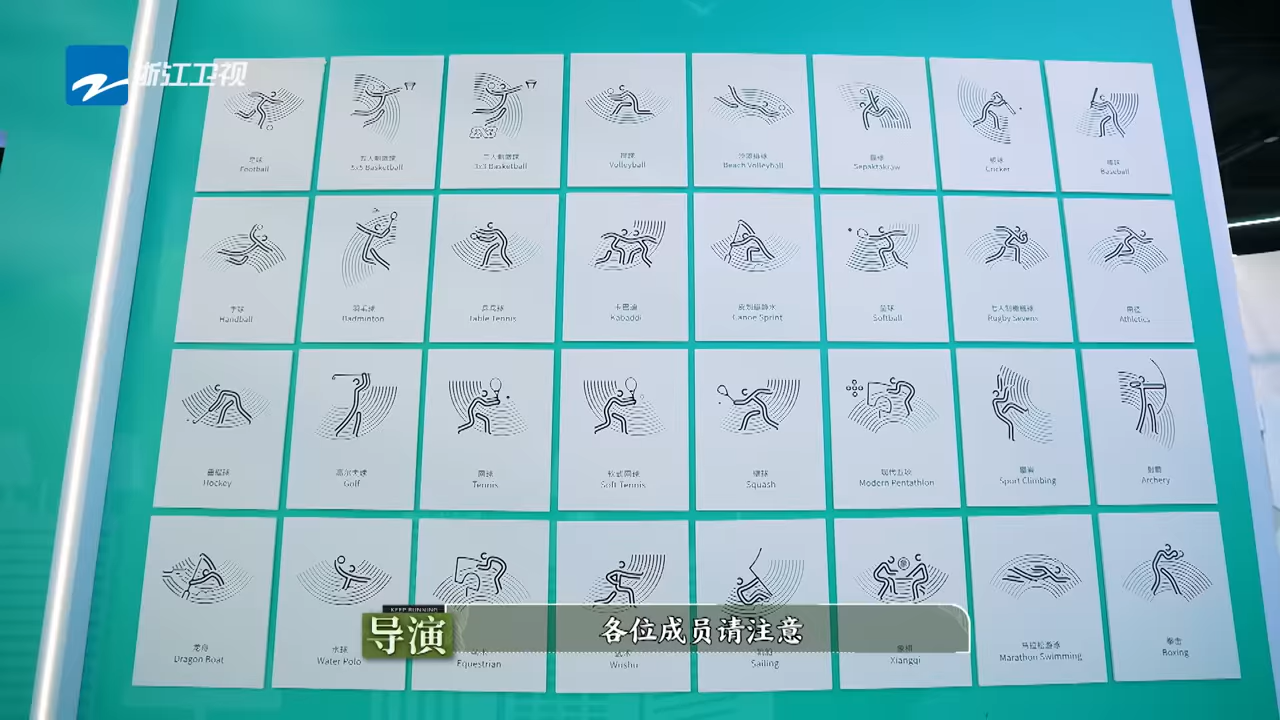 浙江卫视
足球
Football
五人制篮球
5x5 Basketball
三人制篮球
3x3 Basketball
排球
Volleyball
沙滩排球
Beach Volleyball
藤球
Sepaktakraw
板球
Cricket
棒球
Baseball
手球
Handball
羽毛球
Badminton
乒乓球
Table Tennis
卡巴迪
Kabaddi
皮划艇静水
Canoe Sprint
垒球
Softball
七人制橄榄球
Rugby Sevens
田径
Athletics
曲棍球
Hockey
高尔夫球
Golf
网球
Tennis
软式网球
Soft Tennis
壁球
Squash
现代五项
Modern Pentathlon
攀岩
Sport Climbing
射箭
Archery
龙舟
Dragon Boat
水球
Water Polo
Equestrian
武术
Wushu
Sailing
象棋
Xiangqi
马拉松游泳
Marathon Swimming
拳击
Boxing
KEEP RUNNING
导演
各位成员请注意